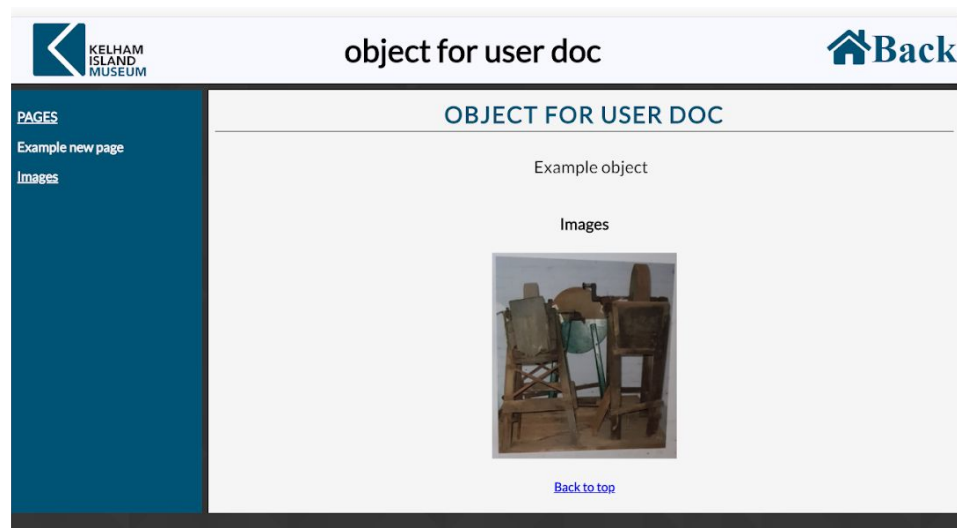 KELHAM
ISLAND
MUSEUM
object for user doc
Back
PAGES
Example new page
Images
OBJECT FOR USER DOC
Example object
Images
Back to top